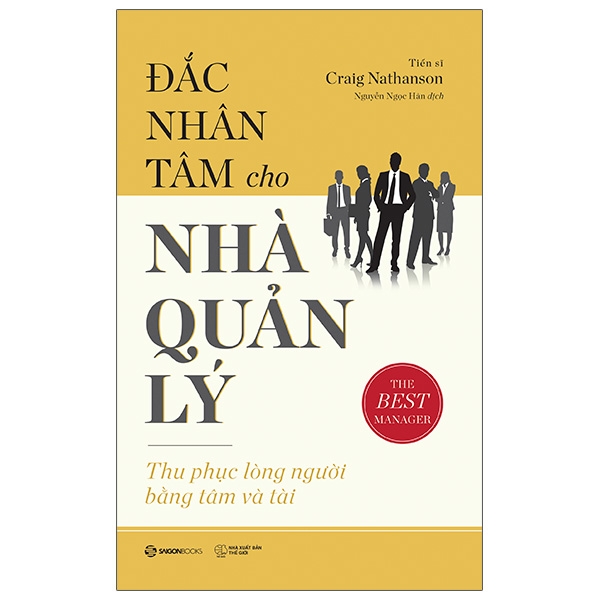 Tiến sĩ
Craig Nathanson
Nguyễn Ngọc Hân dịch
ĐẮC
NHÂN
TÂM cho
NHÀ
QUẢN
LÝ
THE
BEST
MANAGER
Thu phục lòng người
bằng tâm và tài
SAIGONBOOKS
NHÀ XUẤT BẢN
THẾ GIỚI